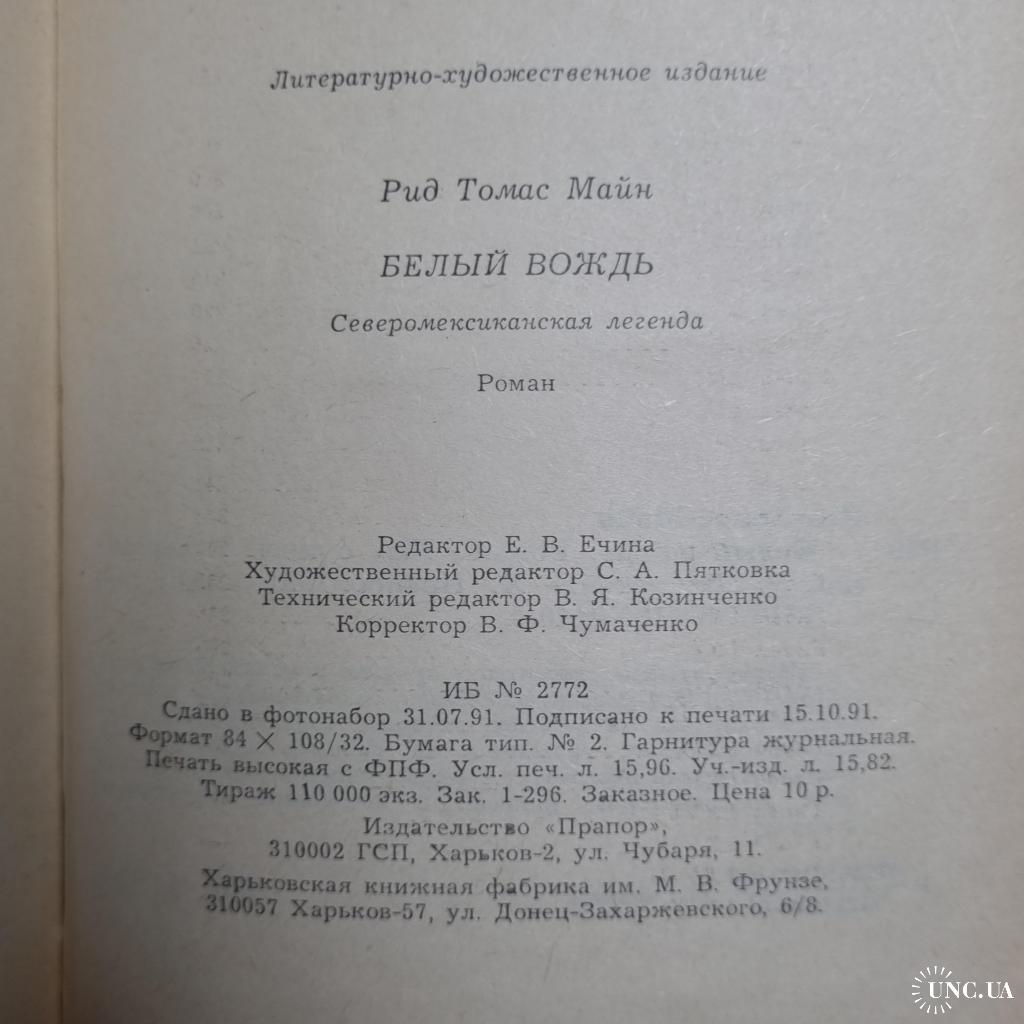 Литературно-художественное издание
Рид Томас Майн
БЕЛЫЙ ВОЖДЬ
Северомексиканская легенда
Роман
Редактор Е. В. Ечина
Художественный редактор С. А. Пятковка
Технический редактор В. Я. Козинченко
Корректор В. Ф. Чумаченко
ИБ № 2772
Сдано в фотонабор 31.07.91. Подписано к печати 15.10.91.
Формат 84 × 108/32. Бумага тип. № 2. Гарнитура журнальная.
Печать высокая с ФПФ. Усл. печ. л. 15,96. Уч.-изд. л. 15,82.
Тираж 110 000 экз. Зак. 1-296. Заказное. Цена 10 р.
Издательство «Прапор»,
310002 ГСП, Харьков-2, ул. Чубаря, 11.
Харьковская книжная фабрика им. М. В. Фрунзе,
310057 Харьков-57, ул. Донец-Захаржевского, 6/8.
UNC.UA